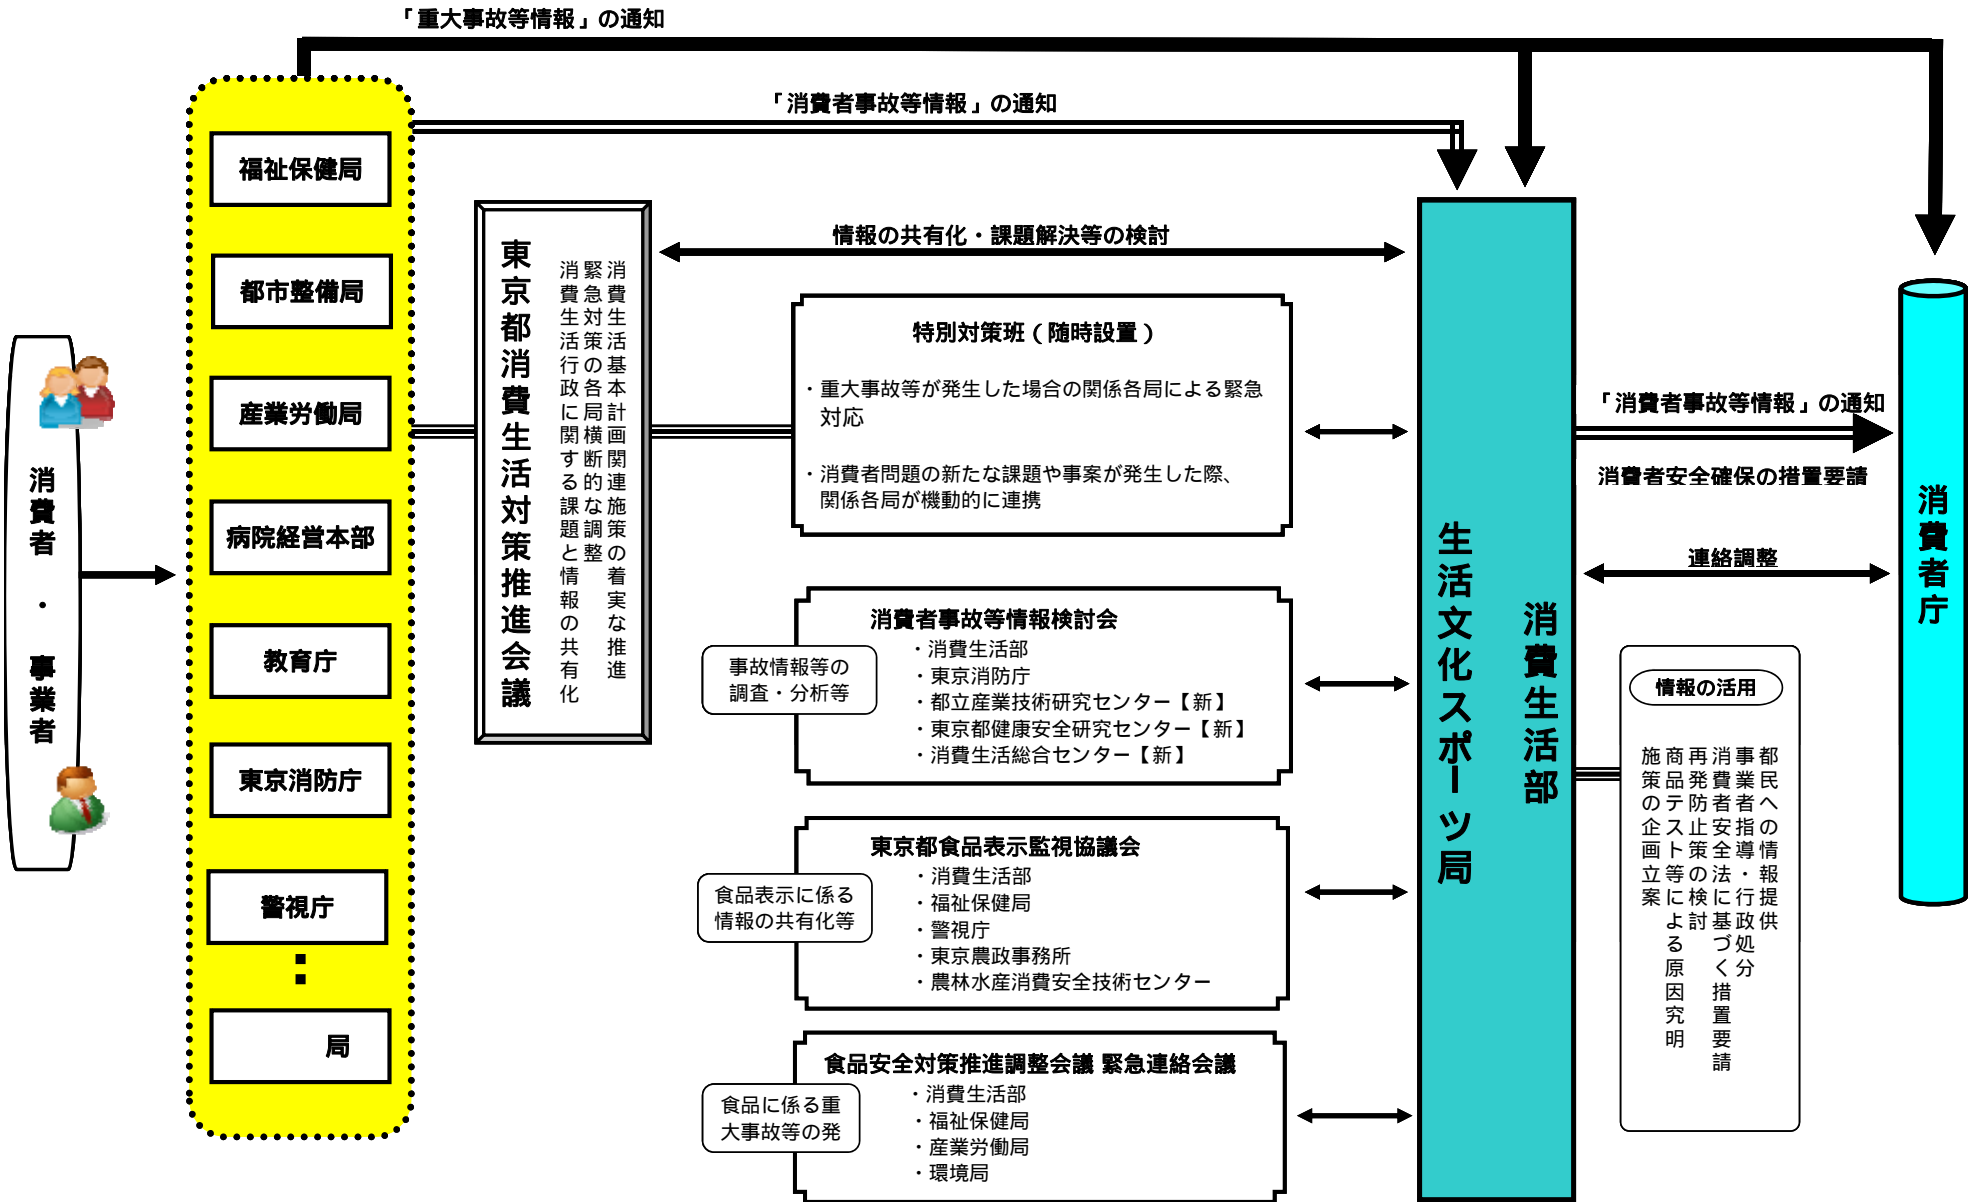 「重大事故等情報」の通知
「消費者事故等情報」の通知
消費者・事業者
福祉保健局
都市整備局
産業労働局
病院経営本部
教育庁
東京消防庁
警視庁
：
局
東京都消費生活対策推進会議
消費生活基本計画関連施策の着実な推進
緊急対策の各局横断的な調整
消費生活行政に関する課題と情報の共有化
情報の共有化・課題解決等の検討
特別対策班（随時設置）
・重大事故等が発生した場合の関係各局による緊急
対応
・消費者問題の新たな課題や事案が発生した際、
関係各局が機動的に連携
消費者事故等情報検討会
事故情報等の
調査・分析等
・消費生活部
・東京消防庁
・都立産業技術研究センター【新】
・東京都健康安全研究センター【新】
・消費生活総合センター【新】
東京都食品表示監視協議会
食品表示に係る
情報の共有化等
・消費生活部
・福祉保健局
・警視庁
・東京農政事務所
・農林水産消費安全技術センター
食品安全対策推進調整会議 緊急連絡会議
食品に係る重
大事故等の発
・消費生活部
・福祉保健局
・産業労働局
・環境局
生活文化スポーツ局
消費生活部
「消費者事故等情報」の通知
消費者安全確保の措置要請
連絡調整
情報の活用
都民への情報提供
事業者指導・行政処分
消費者安全法に基づく措置要請
再発防止策の検討
商品テスト等による原因究明
施策の企画立案
消費者庁